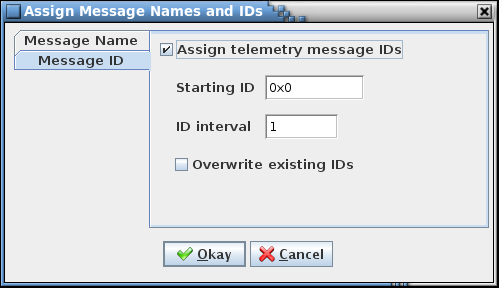 Assign Message Names and IDs
Message Name
Message ID
Assign telemetry message IDs
Starting ID 0x0
ID interval 1
Overwrite existing IDs
Okay Cancel